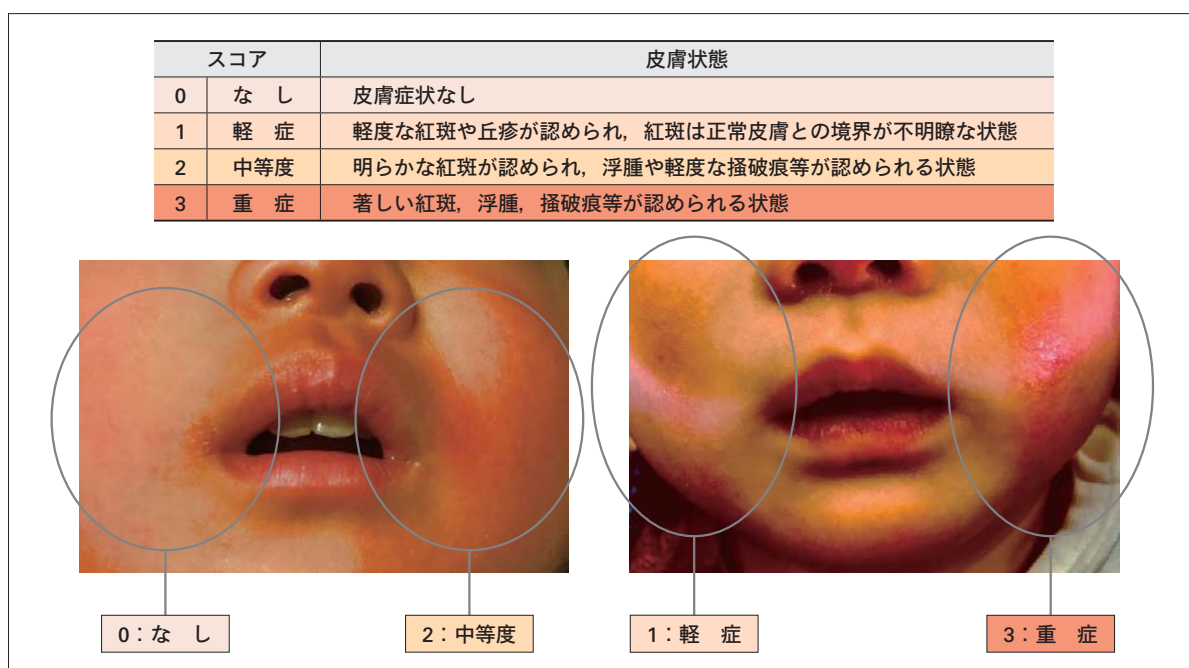 スコア 皮膚状態
0 なし 皮膚症状なし
1 軽症 軽度な紅斑や丘疹が認められ，紅斑は正常皮膚との境界が不明瞭な状態
2 中等度 明らかな紅斑が認められ，浮腫や軽度な掻破痕等が認められる状態
3 重症 著しい紅斑，浮腫，掻破痕等が認められる状態
0：なし 2：中等度 1：軽症 3：重症